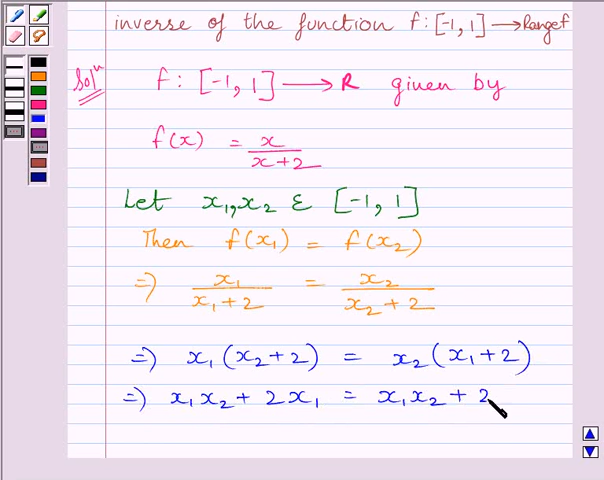 inverse of the function f: [-1, 1] → Range f
Solⁿ f: [-1, 1] → R given by
f(x) = x / x+2
Let x₁, x₂ ε [-1, 1]
Then f(x₁) = f(x₂)
=) x₁ / x₁+2 = x₂ / x₂+2
=) x₁(x₂+2) = x₂(x₁+2)
=) x₁x₂ + 2x₁ = x₁x₂ + 2